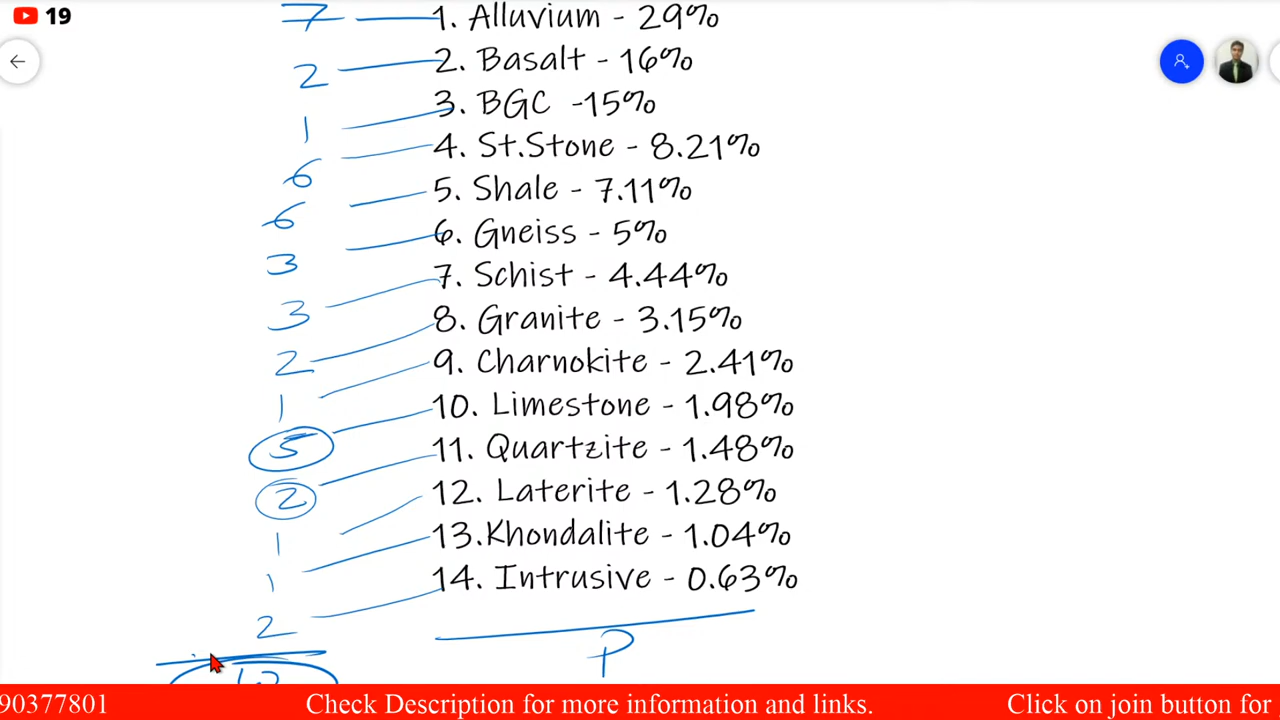 19
7 1. Alluvium - 29%
2 2. Basalt - 16%
1 3. BGC -15%
6 4. St.Stone - 8.21%
6 5. Shale - 7.11%
3 6. Gneiss - 5%
3 7. Schist - 4.44%
2 8. Granite - 3.15%
1 9. Charnokite - 2.41%
5 10. Limestone - 1.98%
2 11. Quartzite - 1.48%
1 12. Laterite - 1.28%
1 13.Khondalite - 1.04%
2 14. Intrusive - 0.63%
P
90377801 Check Description for more information and links. Click on join button for